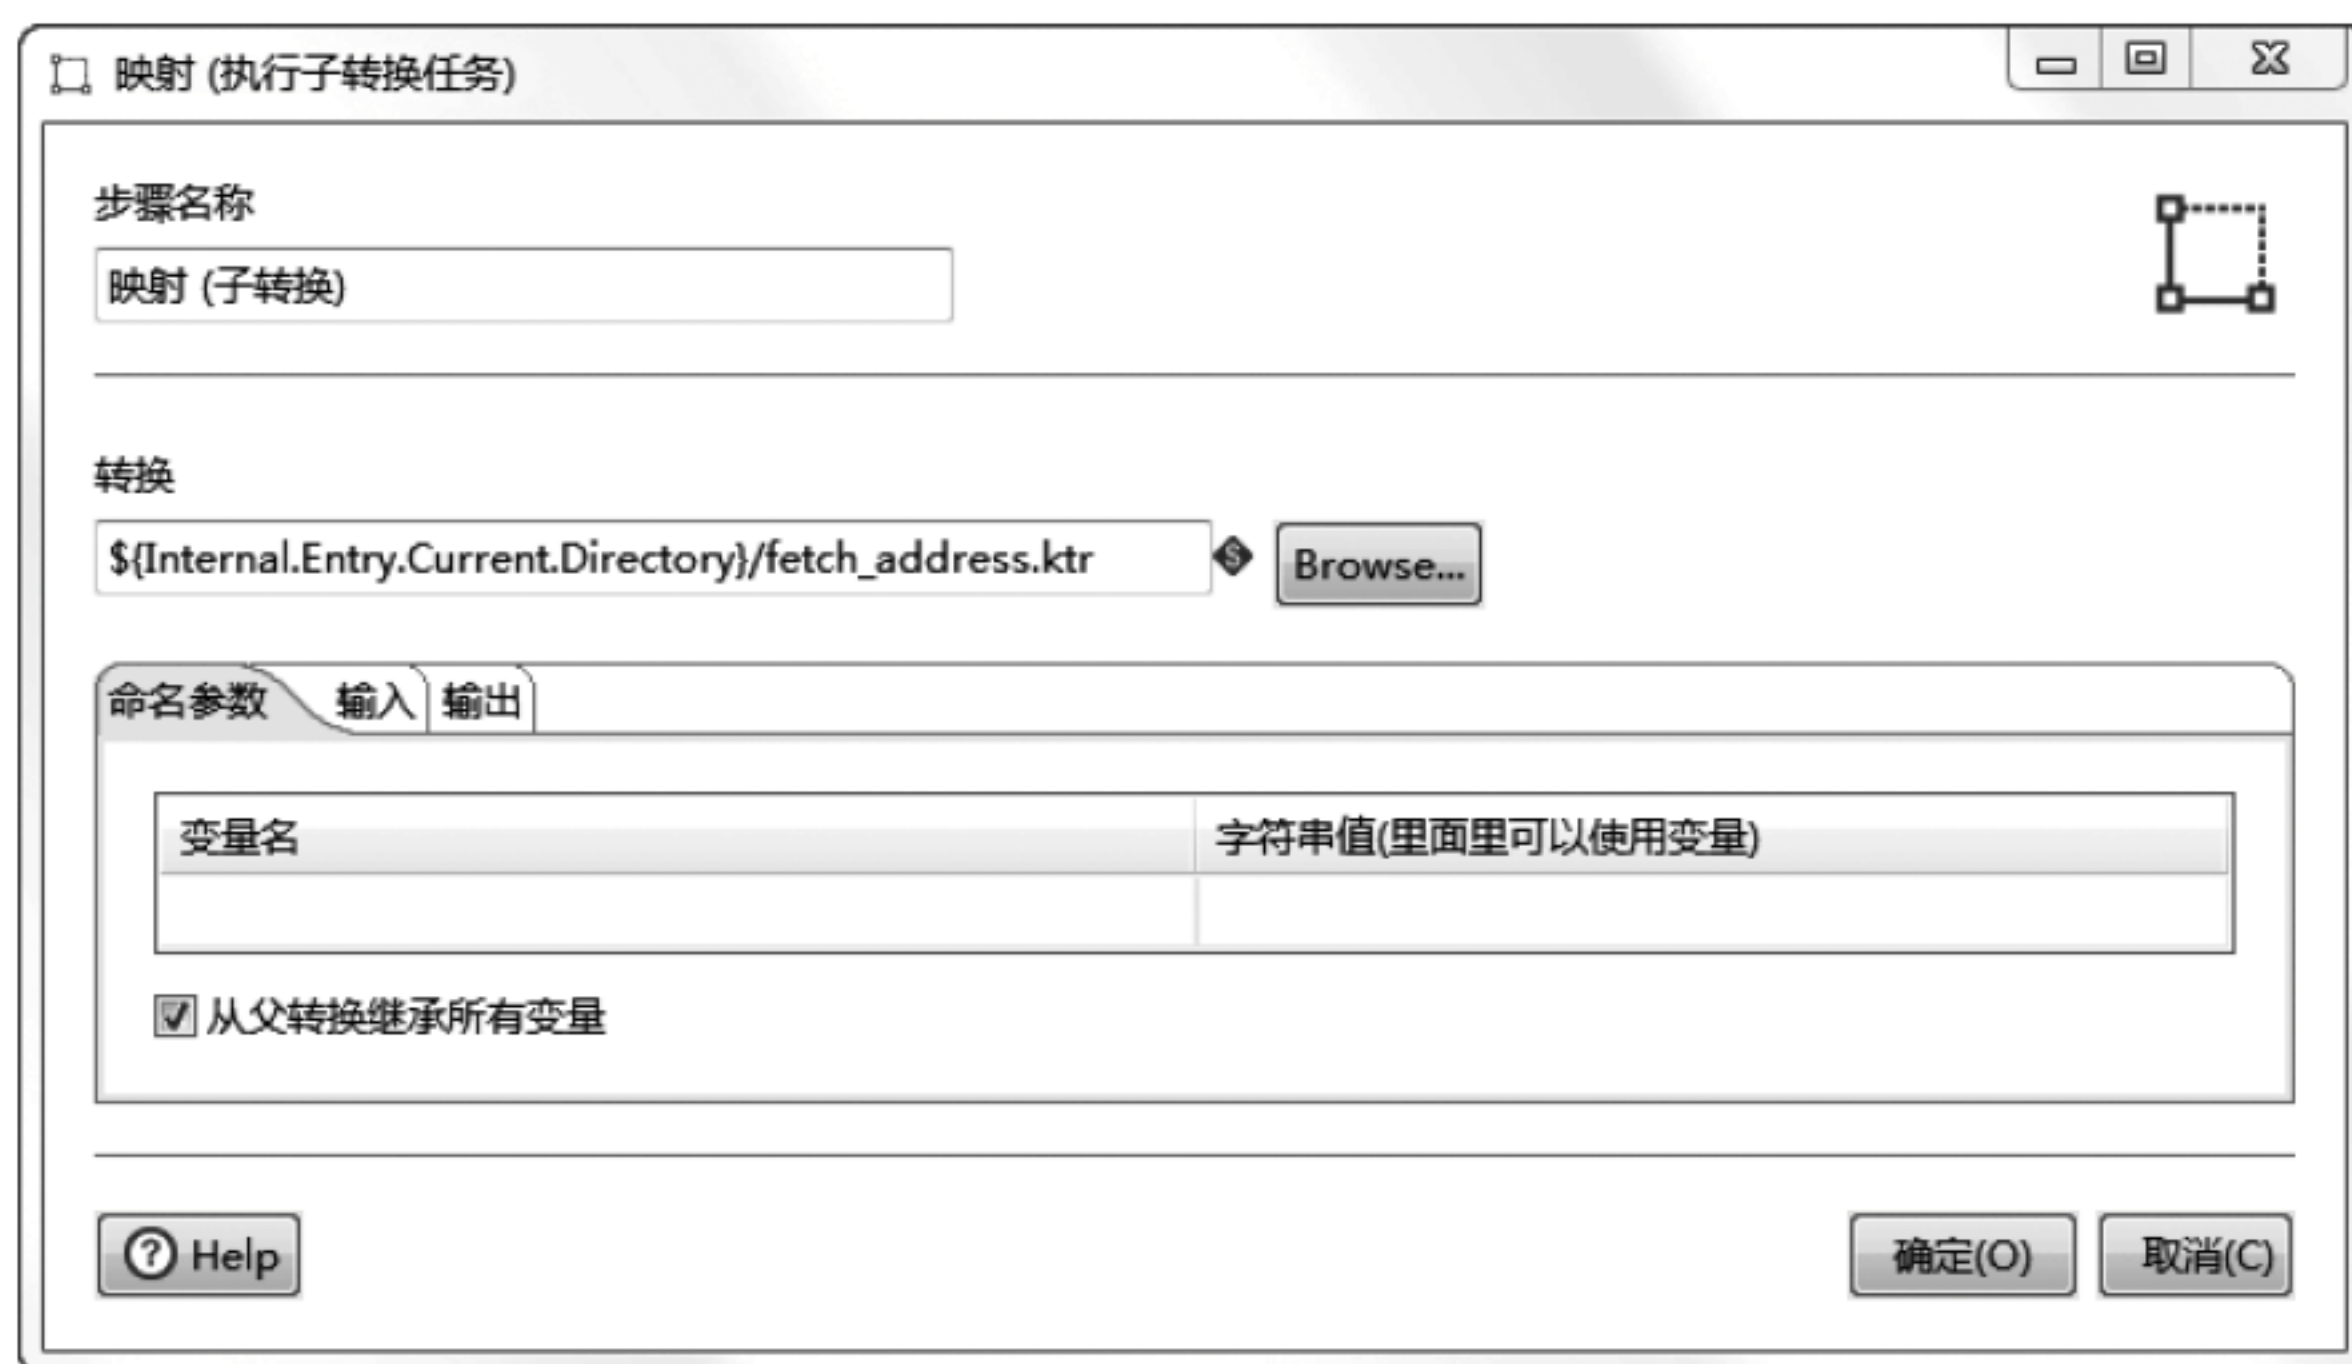 映射 (执行子转换任务)
步骤名称
映射 (子转换)
转换
${Internal.Entry.Current.Directory}/fetch_address.ktr
Browse...
命名参数 输入 输出
变量名 字符串值(里面里可以使用变量)
从父转换继承所有变量
Help 确定(O) 取消(C)